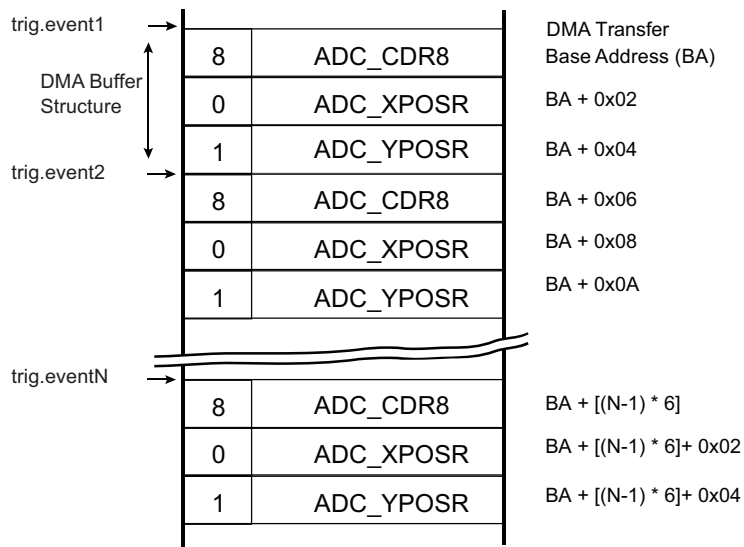 trig.event1
DMA Transfer
Base Address (BA)
8 ADC_CDR8
DMA Buffer
Structure
0 ADC_XPOSR BA + 0x02
1 ADC_YPOSR BA + 0x04
trig.event2
8 ADC_CDR8 BA + 0x06
0 ADC_XPOSR BA + 0x08
1 ADC_YPOSR BA + 0x0A
trig.eventN
8 ADC_CDR8 BA + [(N-1) * 6]
0 ADC_XPOSR BA + [(N-1) * 6]+ 0x02
1 ADC_YPOSR BA + [(N-1) * 6]+ 0x04